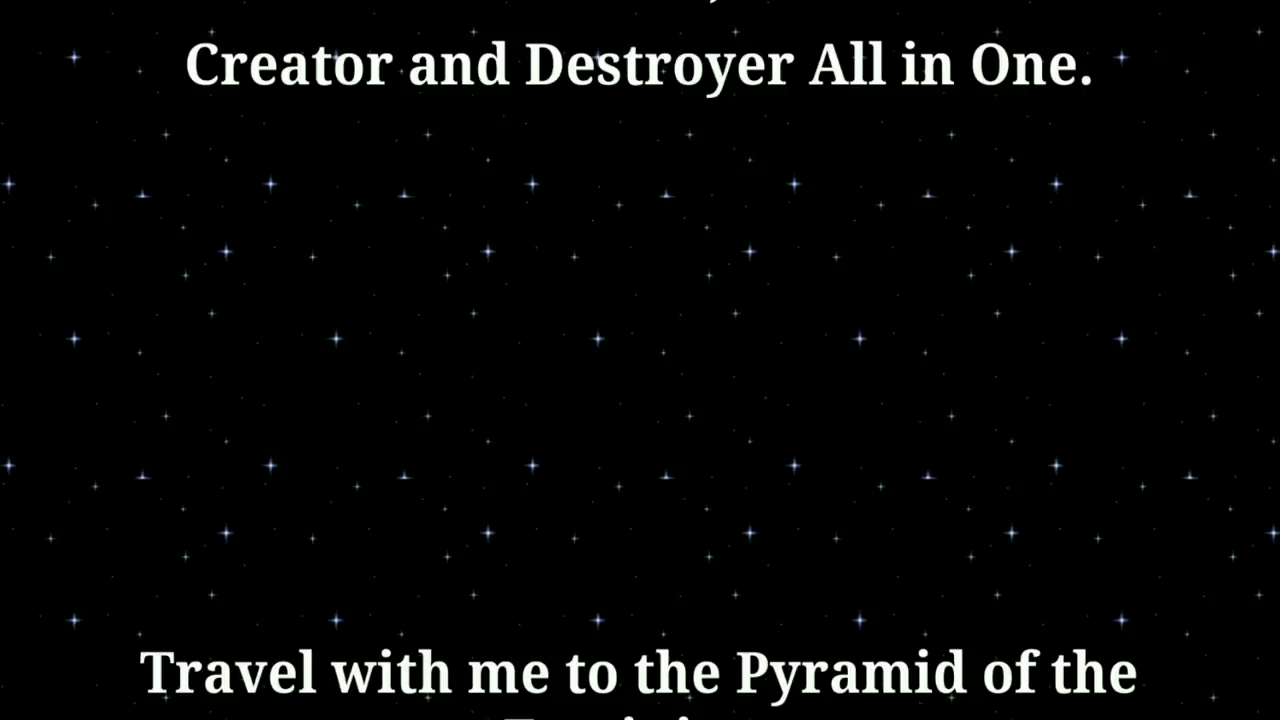 Creator and Destroyer All in One.
Travel with me to the Pyramid of the